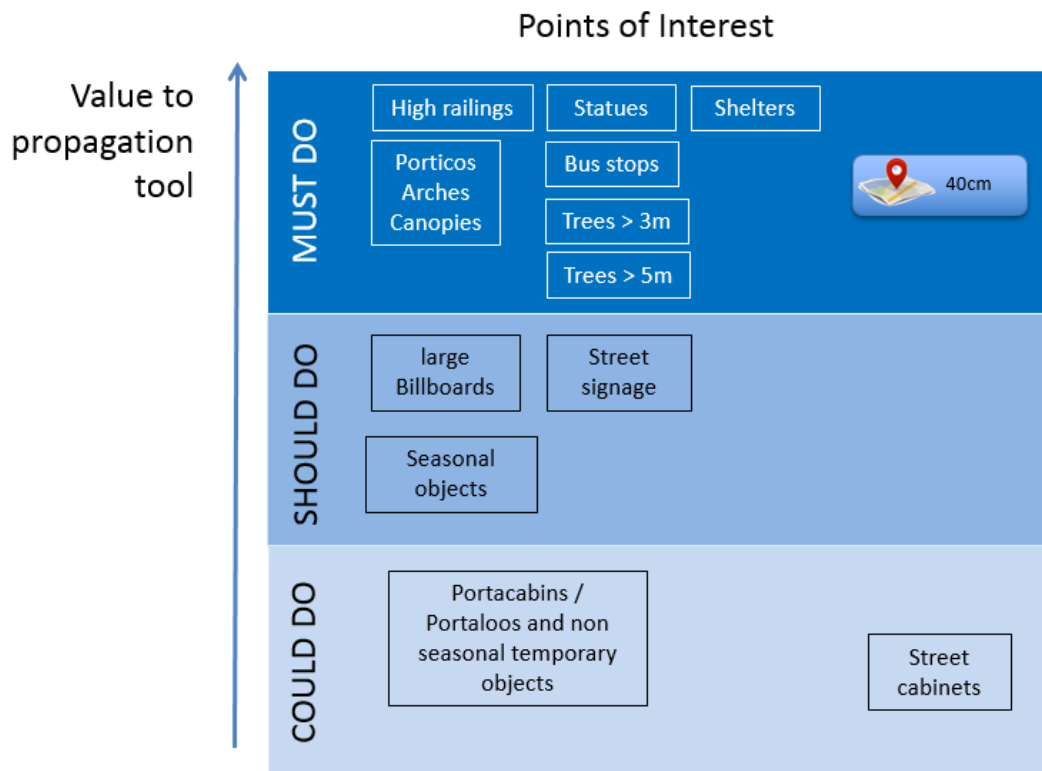 Points of Interest
Value to
propagation
tool
MUST DO
High railings
Statues
Shelters
Porticos
Arches
Canopies
Bus stops
40cm
Trees > 3m
Trees > 5m
SHOULD DO
large
Billboards
Street
signage
Seasonal
objects
COULD DO
Portacabins /
Portaloos and non
seasonal temporary
objects
Street
cabinets